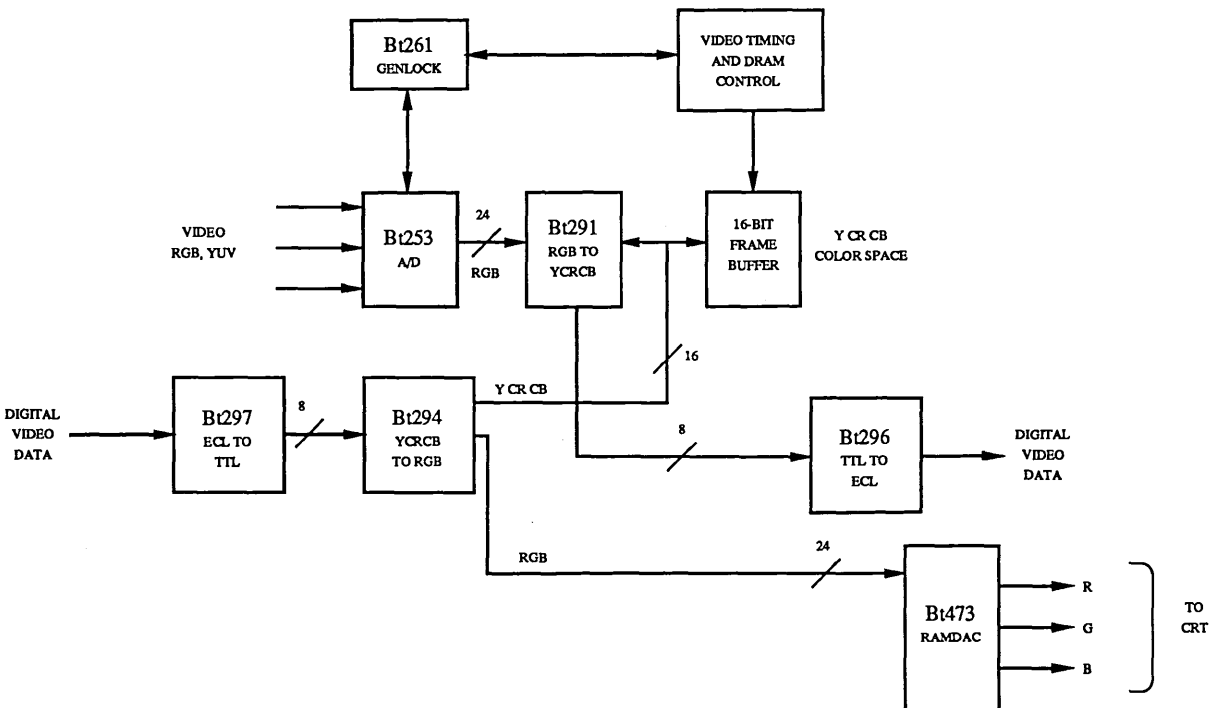 Bt261
GENLOCK
VIDEO TIMING
AND DRAM
CONTROL
VIDEO
RGB, YUV
Bt253
A/D
24
RGB
Bt291
RGB TO
YCRCB
16-BIT
FRAME
BUFFER
Y CR CB
COLOR SPACE
16
DIGITAL
VIDEO
DATA
Bt297
ECL TO
TTL
8
Bt294
YCRCB
TO RGB
Y CR CB
8
Bt296
TTL TO
ECL
DIGITAL
VIDEO
DATA
RGB
24
Bt473
RAMDAC
R
G
B
TO
CRT